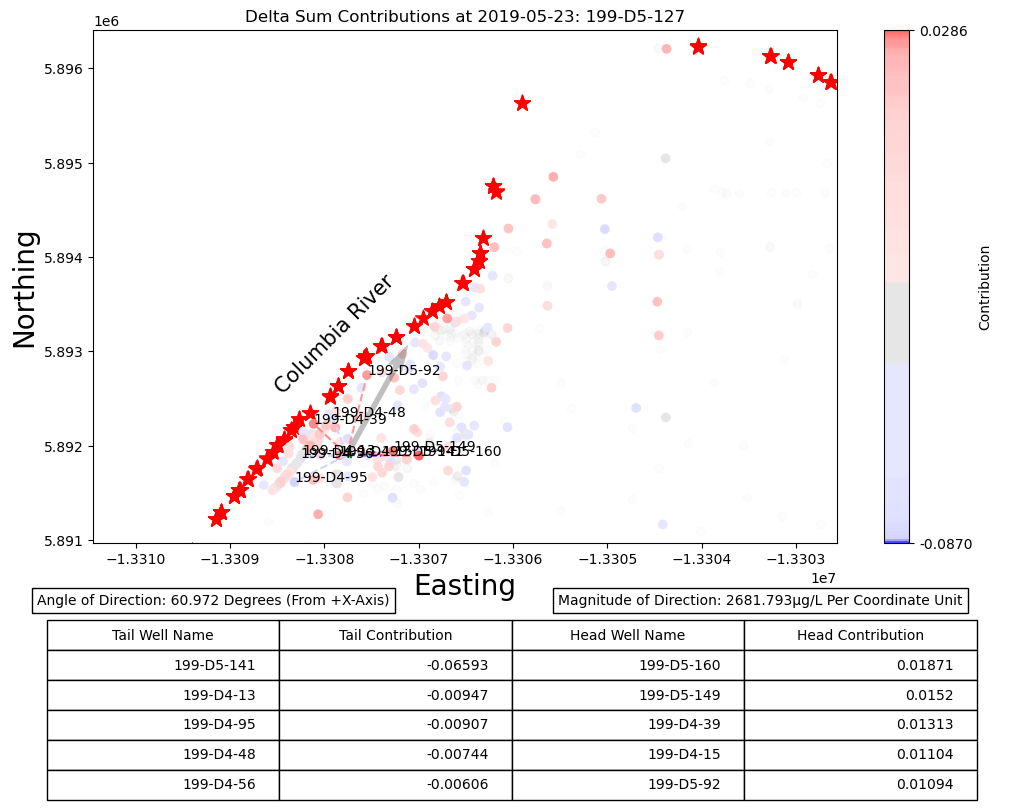 Delta Sum Contributions at 2019-05-23: 199-D5-127
1e6
5.896
5.895
5.894
5.893
5.892
5.891
Northing
Columbia River
199-D5-92
199-D4-48
199-D4-39
199-D5-149
199-D5-160
199-D4-95
−1.3310
−1.3309
−1.3308
−1.3307
−1.3306
−1.3305
−1.3304
−1.3303
1e7
Easting
0.0286
-0.0870
Contribution
Angle of Direction: 60.972 Degrees (From +X-Axis)
Magnitude of Direction: 2681.793µg/L Per Coordinate Unit
Tail Well Name Tail Contribution Head Well Name Head Contribution
199-D5-141 -0.06593 199-D5-160 0.01871
199-D4-13 -0.00947 199-D5-149 0.0152
199-D4-95 -0.00907 199-D4-39 0.01313
199-D4-48 -0.00744 199-D4-15 0.01104
199-D4-56 -0.00606 199-D5-92 0.01094